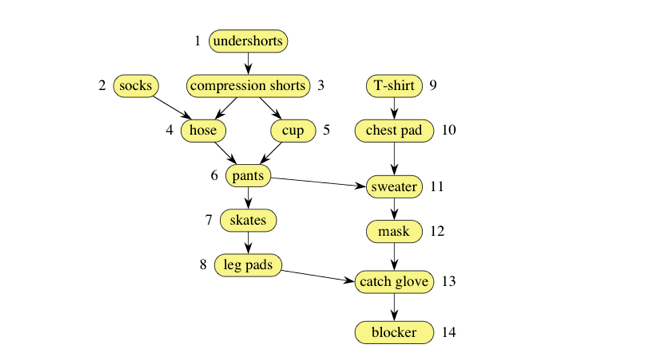 1 undershorts
2 socks
compression shorts 3
T-shirt 9
4 hose
cup 5
chest pad 10
6 pants
sweater 11
7 skates
mask 12
8 leg pads
catch glove 13
blocker 14